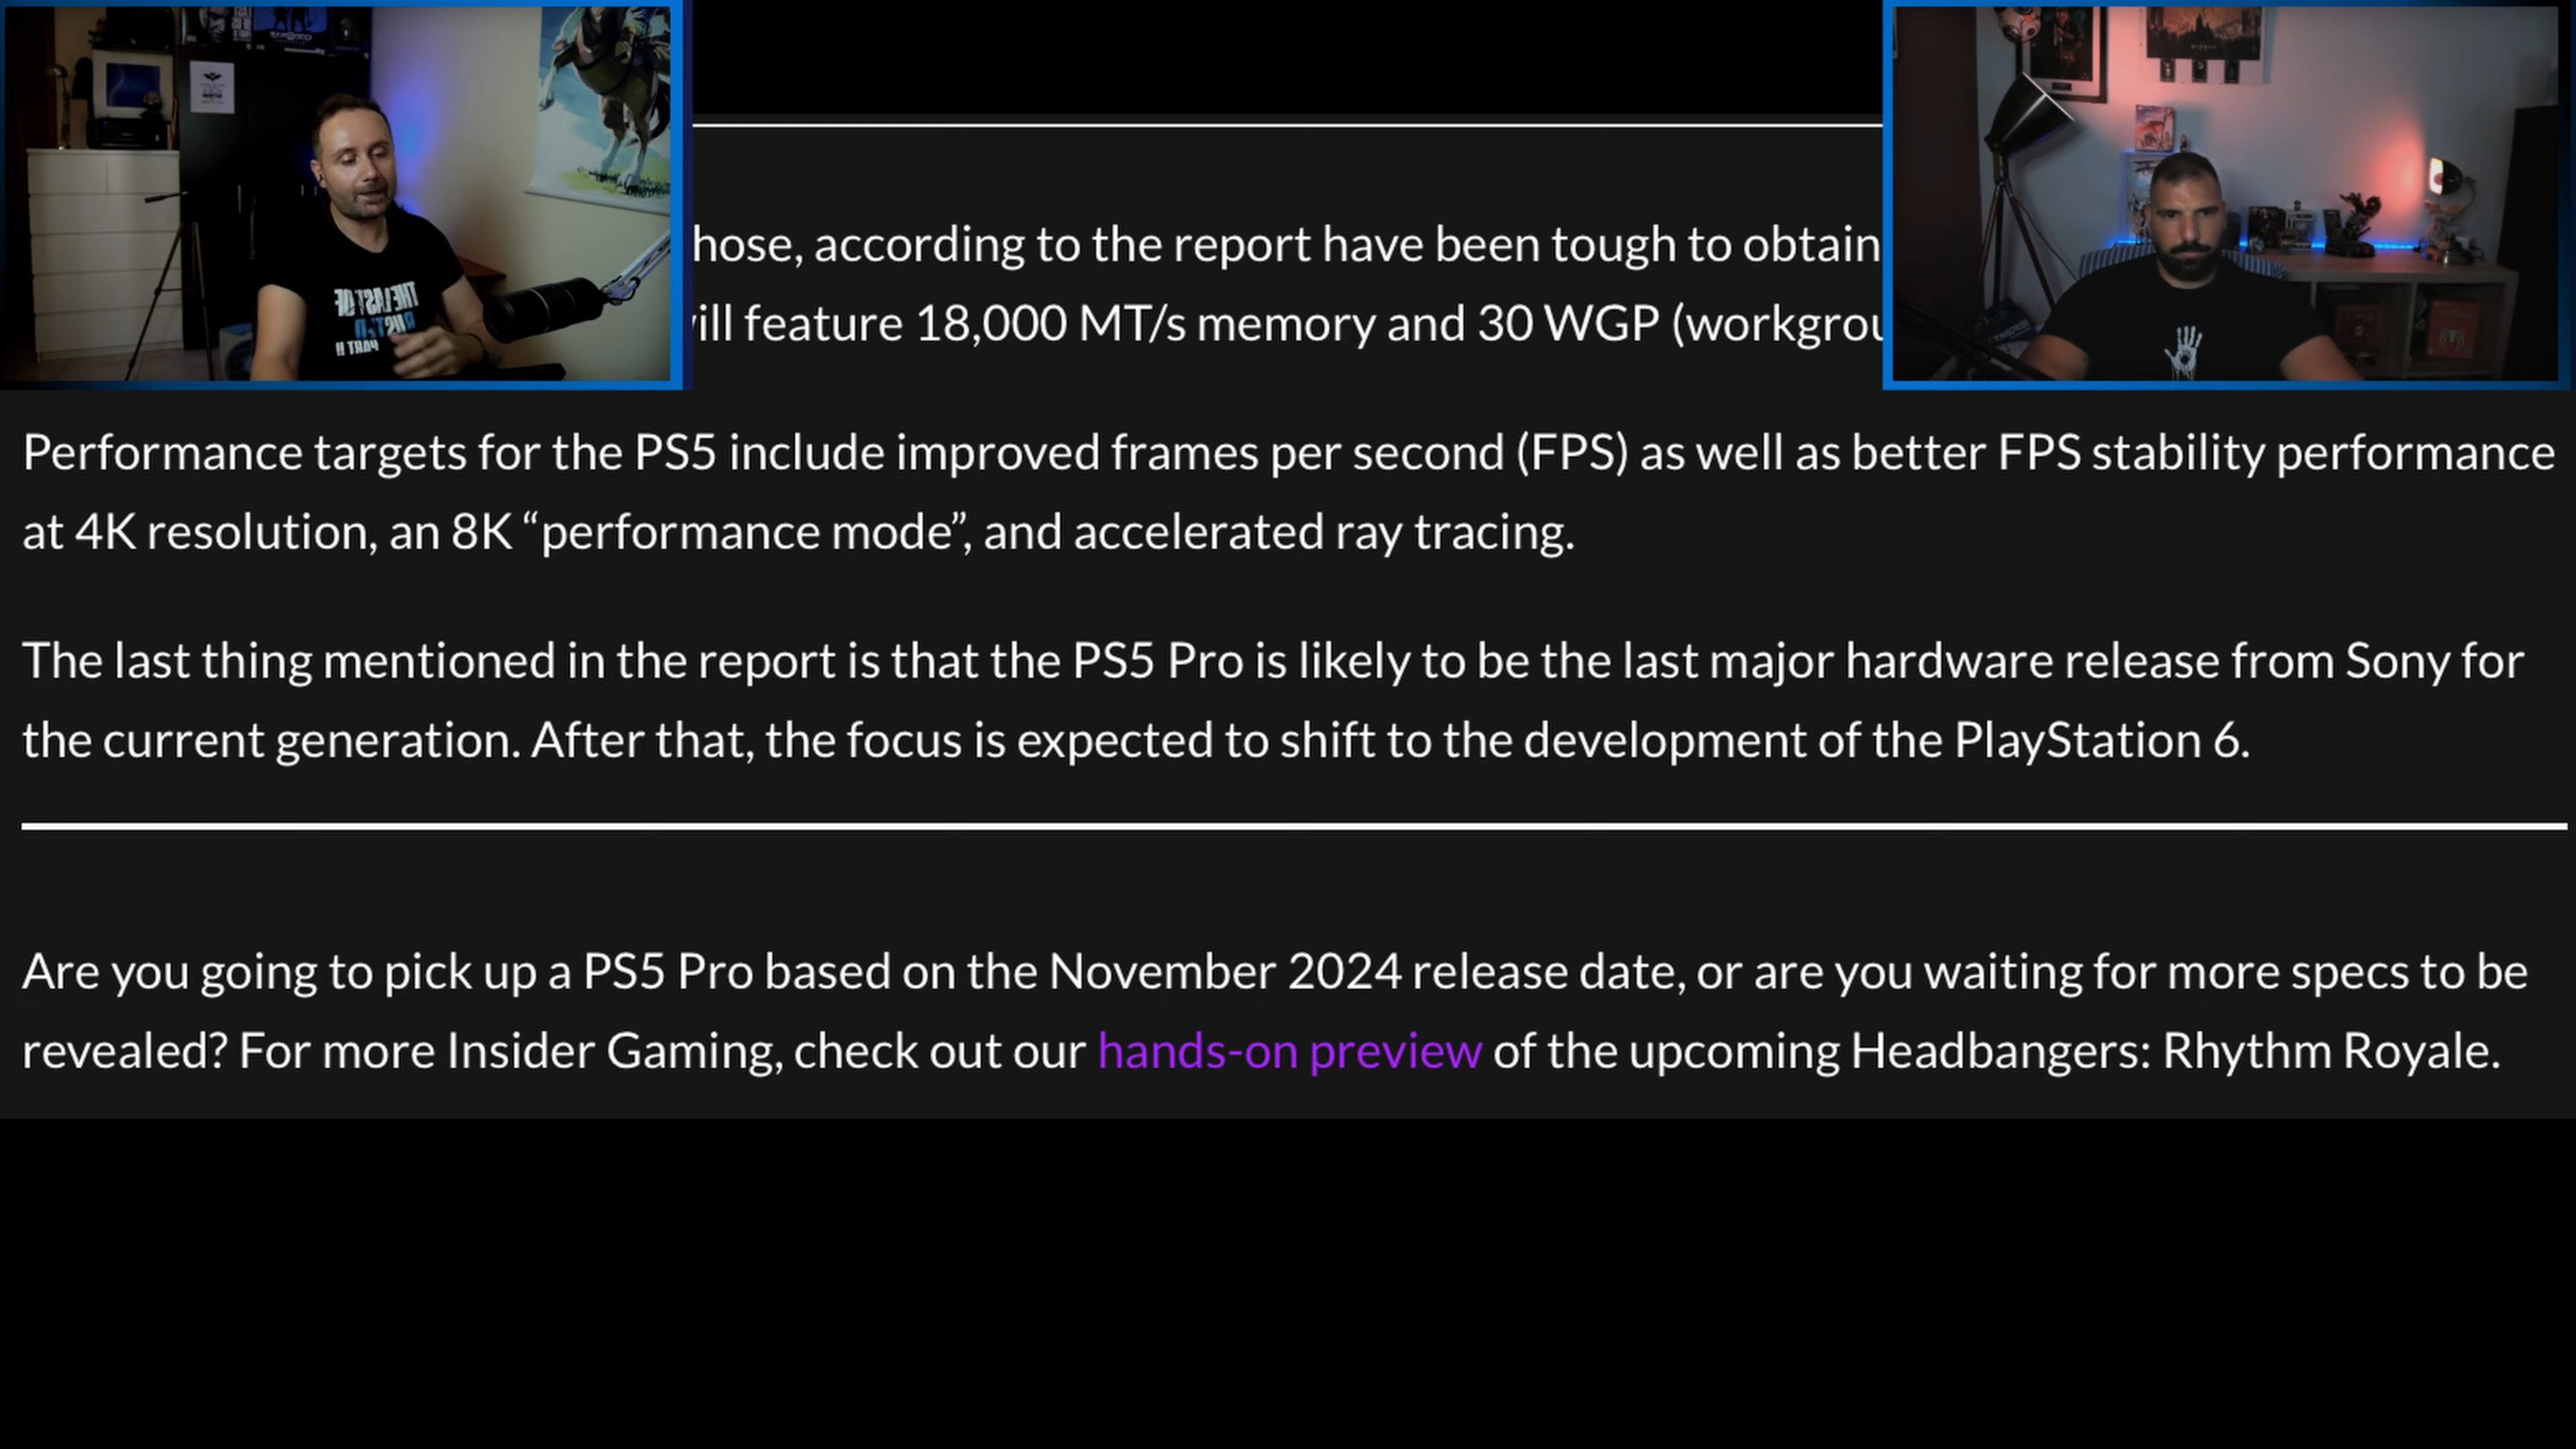 hose, according to the report have been tough to obtain
ill feature 18,000 MT/s memory and 30 WGP (workgrou
Performance targets for the PS5 include improved frames per second (FPS) as well as better FPS stability performance
at 4K resolution, an 8K “performance mode”, and accelerated ray tracing.
The last thing mentioned in the report is that the PS5 Pro is likely to be the last major hardware release from Sony for
the current generation. After that, the focus is expected to shift to the development of the PlayStation 6.
Are you going to pick up a PS5 Pro based on the November 2024 release date, or are you waiting for more specs to be
revealed? For more Insider Gaming, check out our hands-on preview of the upcoming Headbangers: Rhythm Royale.
THE LAST OF
PART II